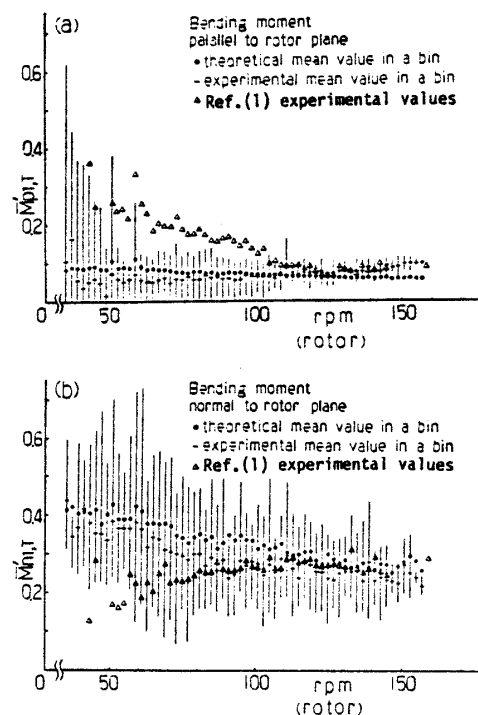 (a)
Bending moment
parallel to rotor plane
• theoretical mean value in a bin
- experimental mean value in a bin
▵ Ref.(1) experimental values
0.6
0.4
0.2
0
50
100
150
rpm
(rotor)
(b)
Bending moment
normal to rotor plane
• theoretical mean value in a bin
- experimental mean value in a bin
▵ Ref.(1) experimental values
0.6
0.4
0.2
0
50
100
150
rpm
(rotor)